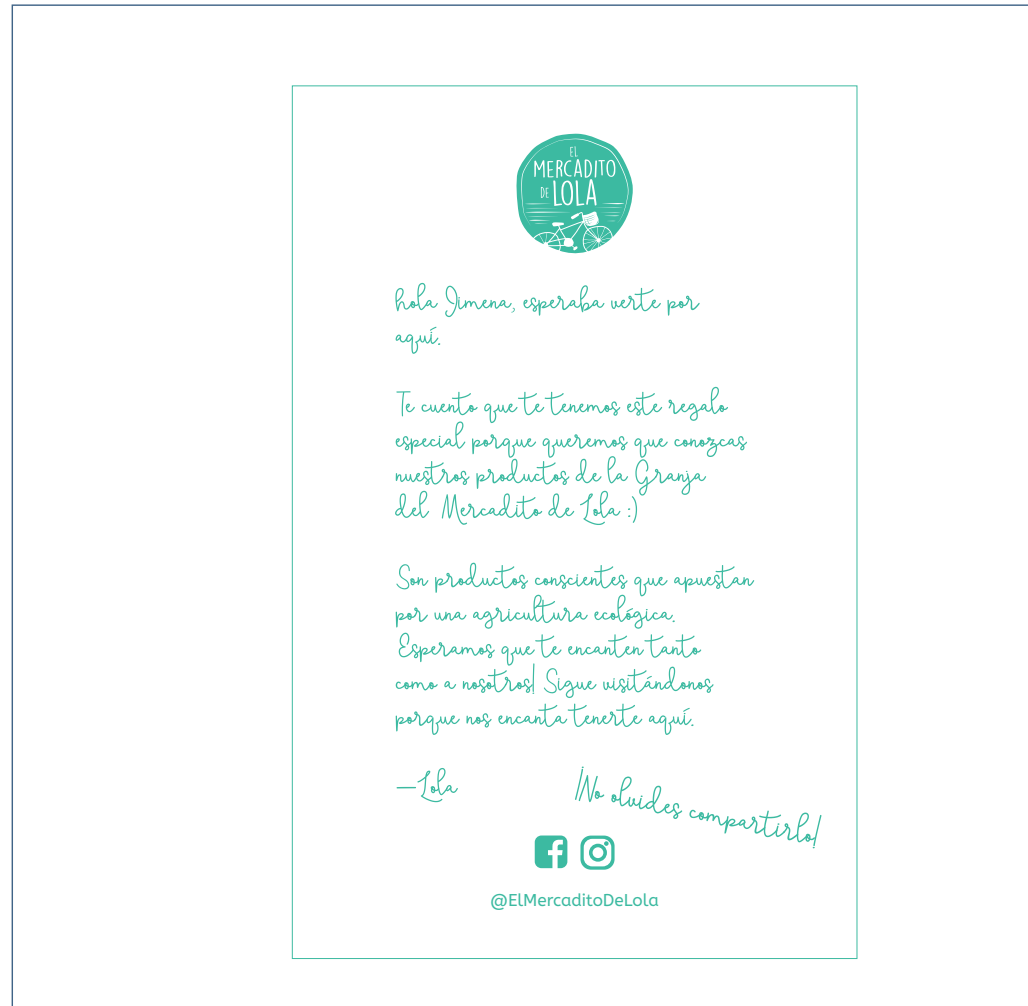 EL
MERCADITO
DE LOLA
hola Jimena, esperaba verte por
aquí.
Te cuento que te tenemos este regalo
especial porque queremos que conozcas
nuestros productos de la Granja
del Mercadito de Lola :)
Son productos conscientes que apuestan
por una agricultura ecológica.
Esperamos que te encanten tanto
como a nosotros! Sigue visitándonos
porque nos encanta tenerte aquí.
—Lola
¡No olvides compartirlo!
@ElMercaditoDeLola